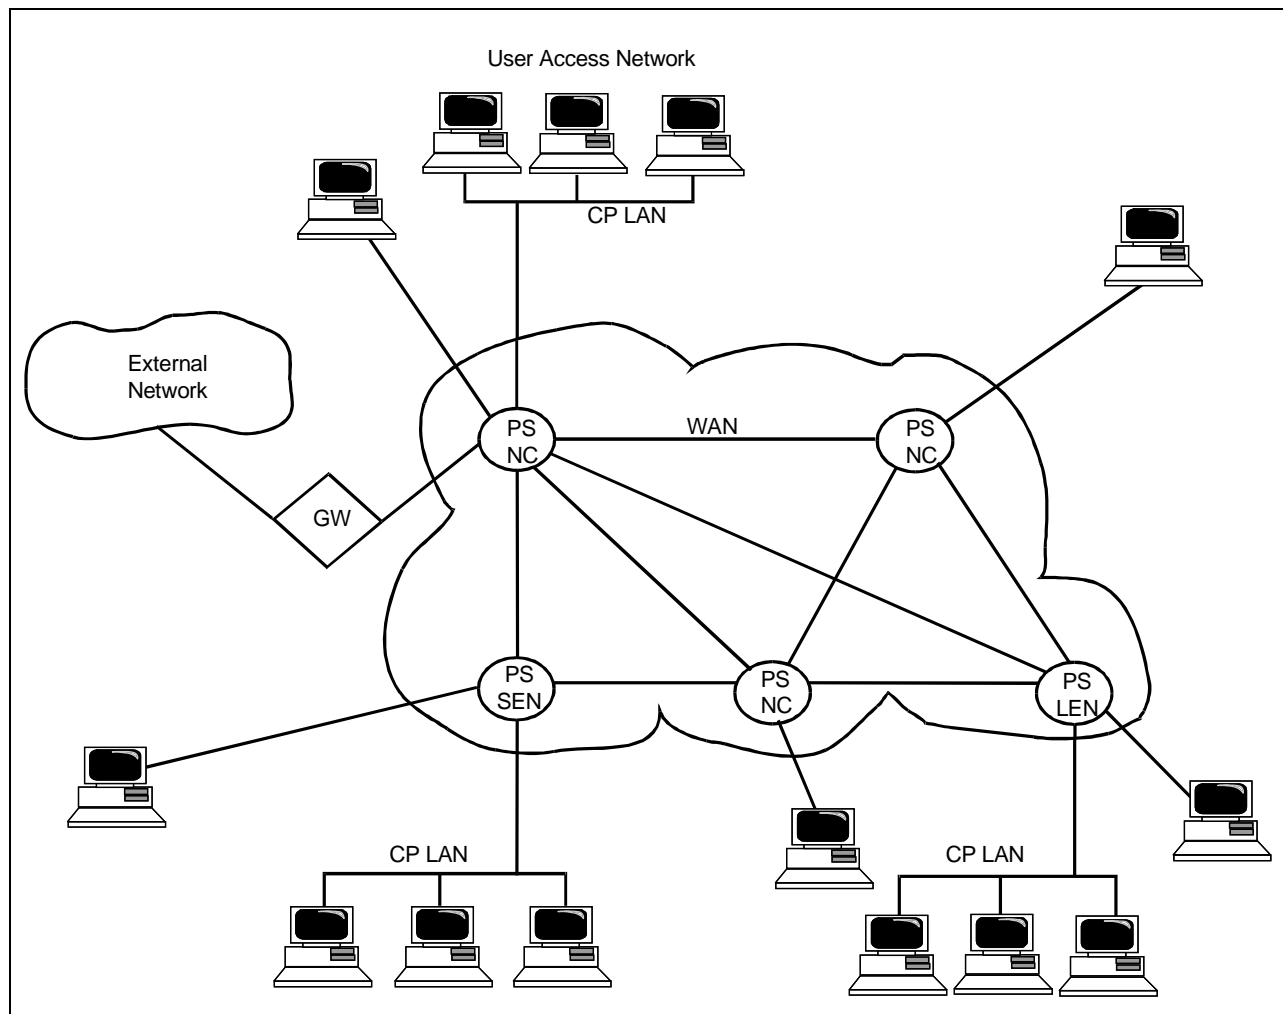 User Access Network
CP LAN
External
Network
PS
NC
WAN
PS
NC
GW
PS
SEN
PS
NC
PS
LEN
CP LAN
CP LAN